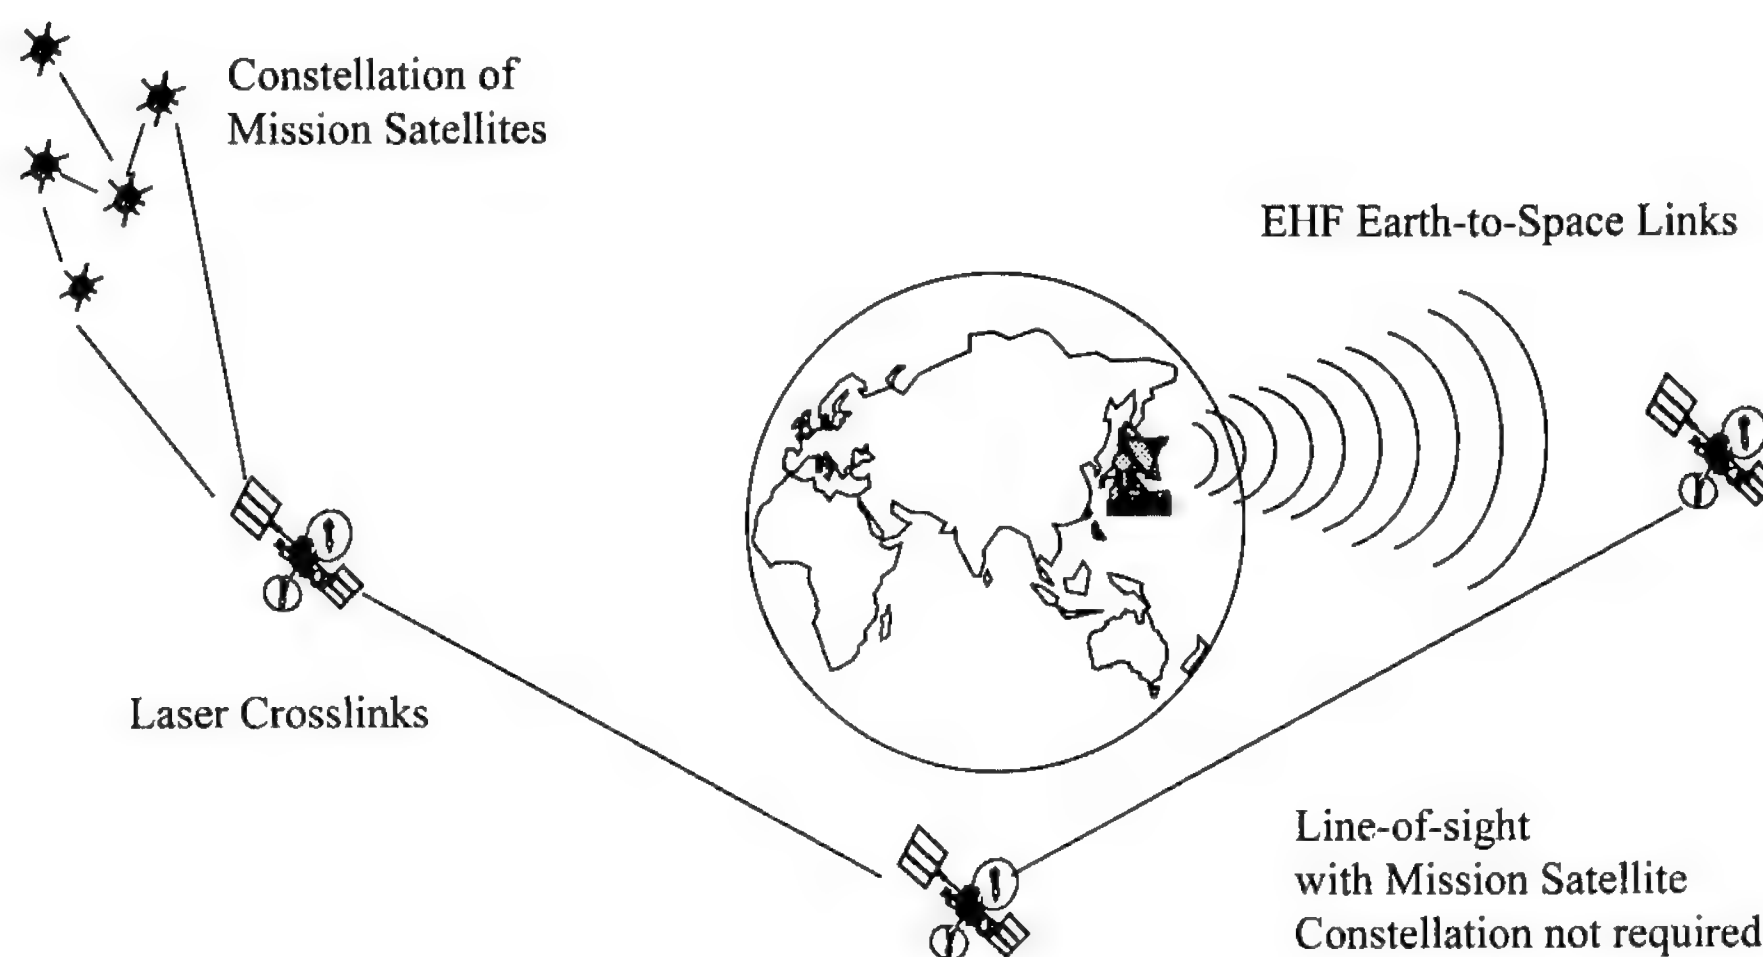 Constellation of
Mission Satellites
EHF Earth-to-Space Links
Laser Crosslinks
Line-of-sight
with Mission Satellite
Constellation not required